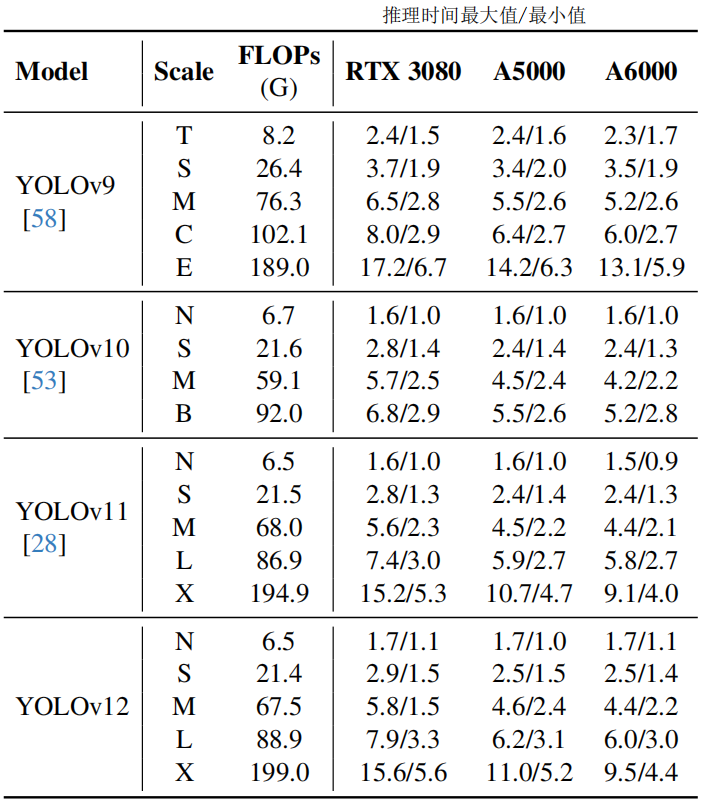 推理时间最大值/最小值
Model Scale FLOPs (G) RTX 3080 A5000 A6000
YOLOv9 [58]
T 8.2 2.4/1.5 2.4/1.6 2.3/1.7
S 26.4 3.7/1.9 3.4/2.0 3.5/1.9
M 76.3 6.5/2.8 5.5/2.6 5.2/2.6
C 102.1 8.0/2.9 6.4/2.7 6.0/2.7
E 189.0 17.2/6.7 14.2/6.3 13.1/5.9
YOLOv10 [53]
N 6.7 1.6/1.0 1.6/1.0 1.6/1.0
S 21.6 2.8/1.4 2.4/1.4 2.4/1.3
M 59.1 5.7/2.5 4.5/2.4 4.2/2.2
B 92.0 6.8/2.9 5.5/2.6 5.2/2.8
YOLOv11 [28]
N 6.5 1.6/1.0 1.6/1.0 1.5/0.9
S 21.5 2.8/1.3 2.4/1.4 2.4/1.3
M 68.0 5.6/2.3 4.5/2.2 4.4/2.1
L 86.9 7.4/3.0 5.9/2.7 5.8/2.7
X 194.9 15.2/5.3 10.7/4.7 9.1/4.0
YOLOv12
N 6.5 1.7/1.1 1.7/1.0 1.7/1.1
S 21.4 2.9/1.5 2.5/1.5 2.5/1.4
M 67.5 5.8/1.5 4.6/2.4 4.4/2.2
L 88.9 7.9/3.3 6.2/3.1 6.0/3.0
X 199.0 15.6/5.6 11.0/5.2 9.5/4.4